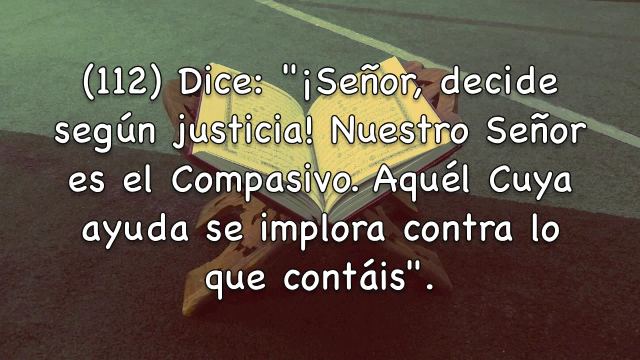 (112) Dice: "¡Señor, decide
según justicia! Nuestro Señor
es el Compasivo. Aquél Cuya
ayuda se implora contra lo
que contáis".